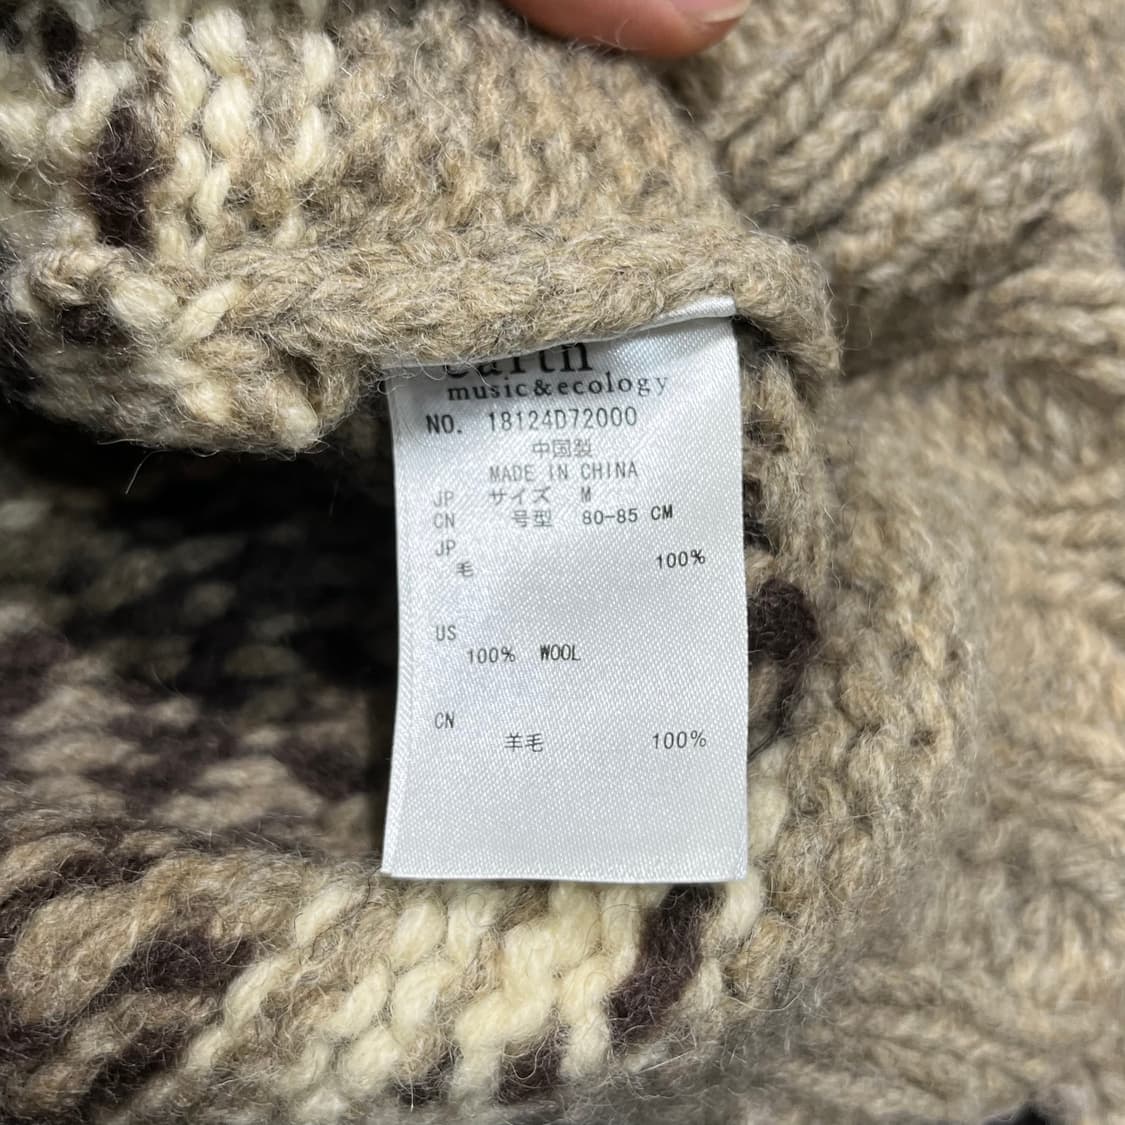 earth
music&ecology
NO. 18124D72000
中国製
MADE IN CHINA
JP サイズ M
CN 号型 80-85 CM
JP
毛 100%
US
100% WOOL
CN
羊毛 100%